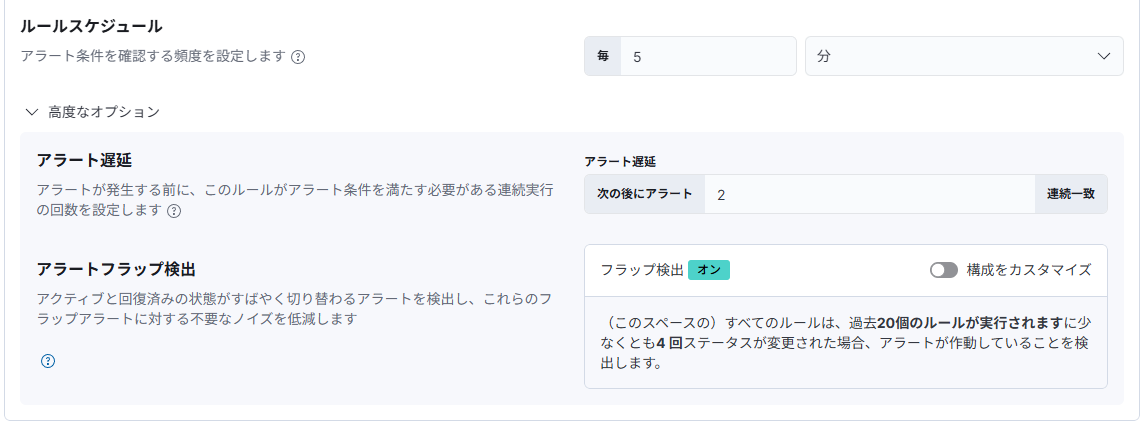 ルールスケジュール
アラート条件を確認する頻度を設定します
毎 5 分
高度なオプション
アラート遅延
アラートが発生する前に、このルールがアラート条件を満たす必要がある連続実行
の回数を設定します
アラート遅延
次の後にアラート 2 連続一致
アラートフラップ検出
アクティブと回復済みの状態がすばやく切り替わるアラートを検出し、これらのフ
ラップアラートに対する不要なノイズを低減します
フラップ検出 オン 構成をカスタマイズ
（このスペースの）すべてのルールは、過去20個のルールが実行されますに少
なくとも4 回ステータスが変更された場合、アラートが作動していることを検
出します。